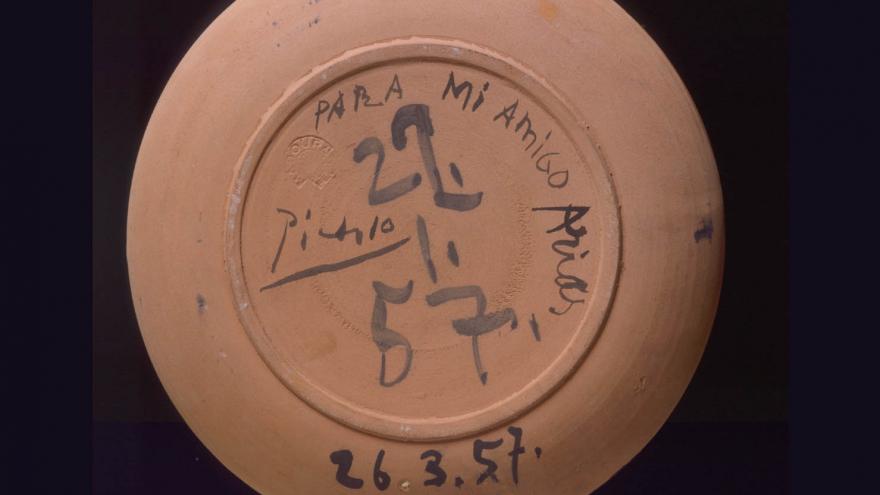 PARA Mi AMiGO Arias
22.
1.
57.
Picasso
26.3.57.